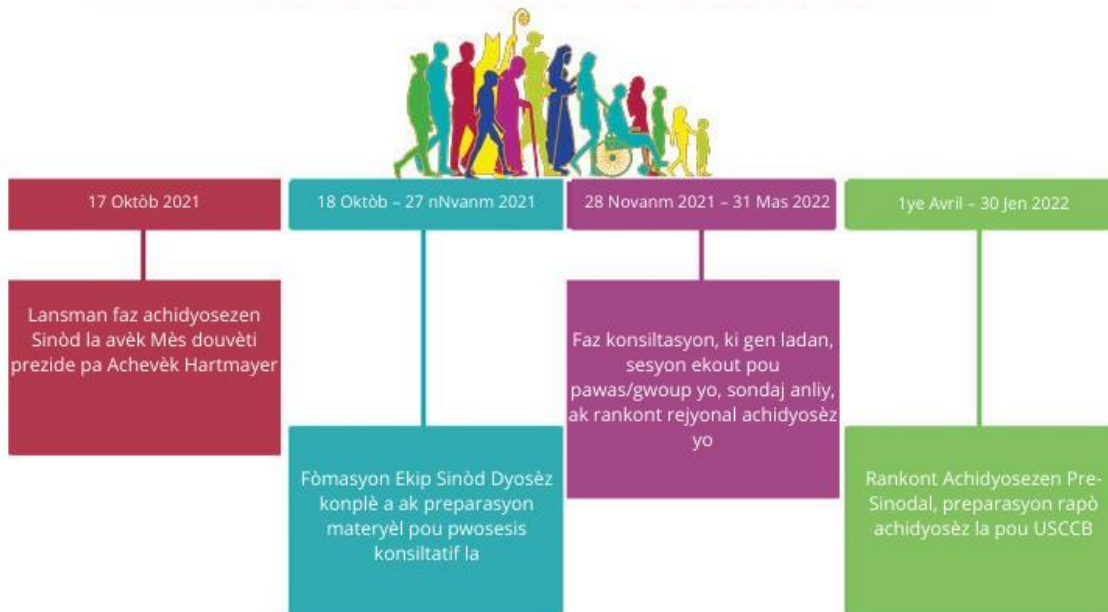 17 Oktòb 2021
18 Oktòb – 27 nNvanm 2021
28 Novanm 2021 – 31 Mas 2022
1ye Avril – 30 Jen 2022
Lansman faz achidyosezen
Sinòd la avèk Mès douvèti
prezide pa Achevèk Hartmayer
Fòmasyon Ekip Sinòd Dyosèz
konplè a ak preparasyon
materyèl pou pwosesis
konsiltatif la
Faz konsiltasyon, ki gen ladan,
sesyon ekout pou
pawas/gwoup yo, sondaj anliy,
ak rankont rejyonal achidyosèz
yo
Rankont Achidyosezen Pre-
Sinodal, preparasyon rapò
achidyosèz la pou USCCB